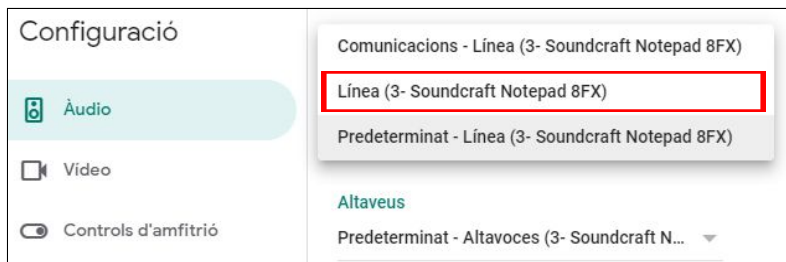 Configuració
Àudio
Vídeo
Controls d'amfitrió
Comunicacions - Línea (3- Soundcraft Notepad 8FX)
Línea (3- Soundcraft Notepad 8FX)
Predeterminat - Línea (3- Soundcraft Notepad 8FX)
Altaveus
Predeterminat - Altavoces (3- Soundcraft N...